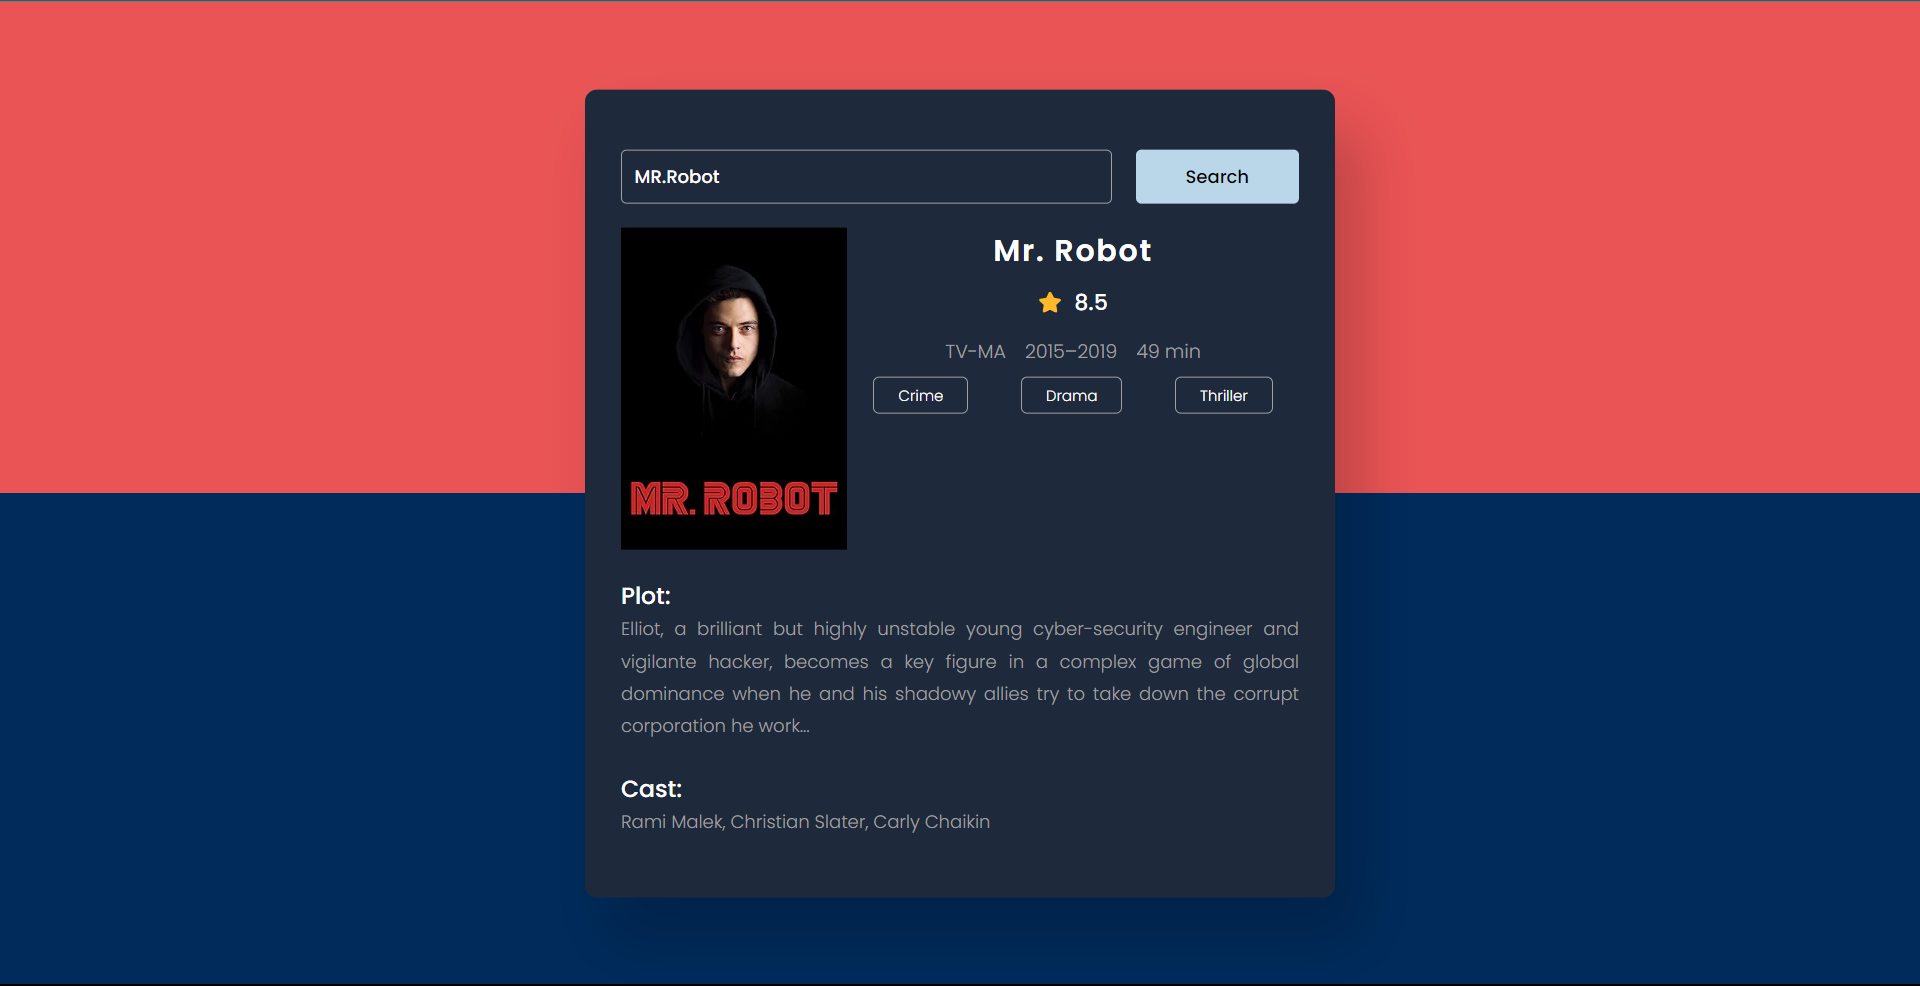 MR.Robot
Search
Mr. Robot
8.5
TV-MA 2015–2019 49 min
Crime Drama Thriller
MR. ROBOT
Plot:
Elliot, a brilliant but highly unstable young cyber-security engineer and
vigilante hacker, becomes a key figure in a complex game of global
dominance when he and his shadowy allies try to take down the corrupt
corporation he work...
Cast:
Rami Malek, Christian Slater, Carly Chaikin